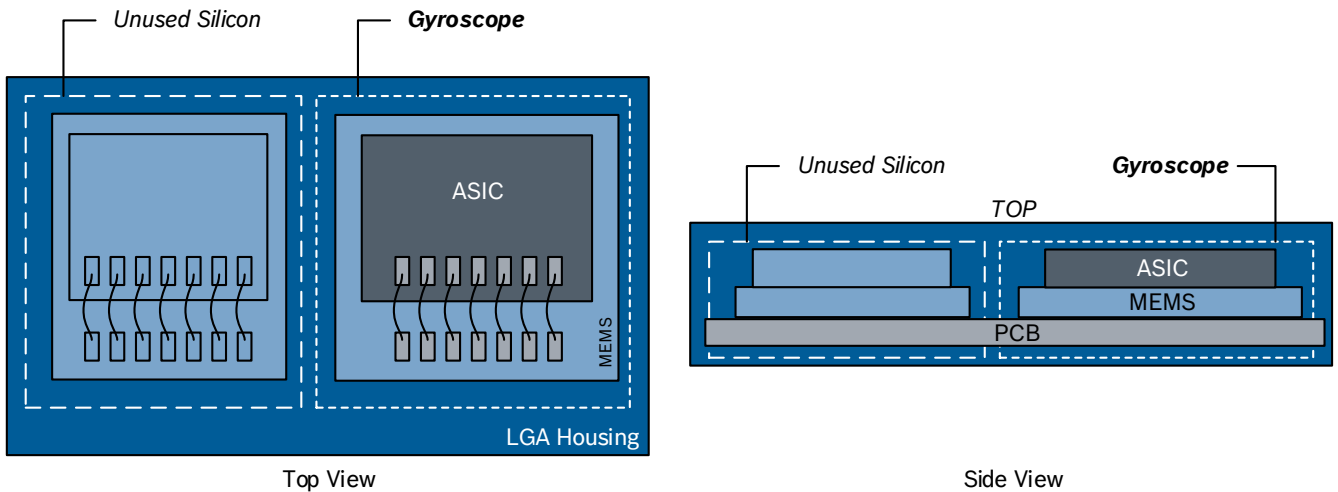 Unused Silicon
Gyroscope
ASIC
MEMS
LGA Housing
Top View
Unused Silicon
Gyroscope
TOP
ASIC
MEMS
PCB
Side View